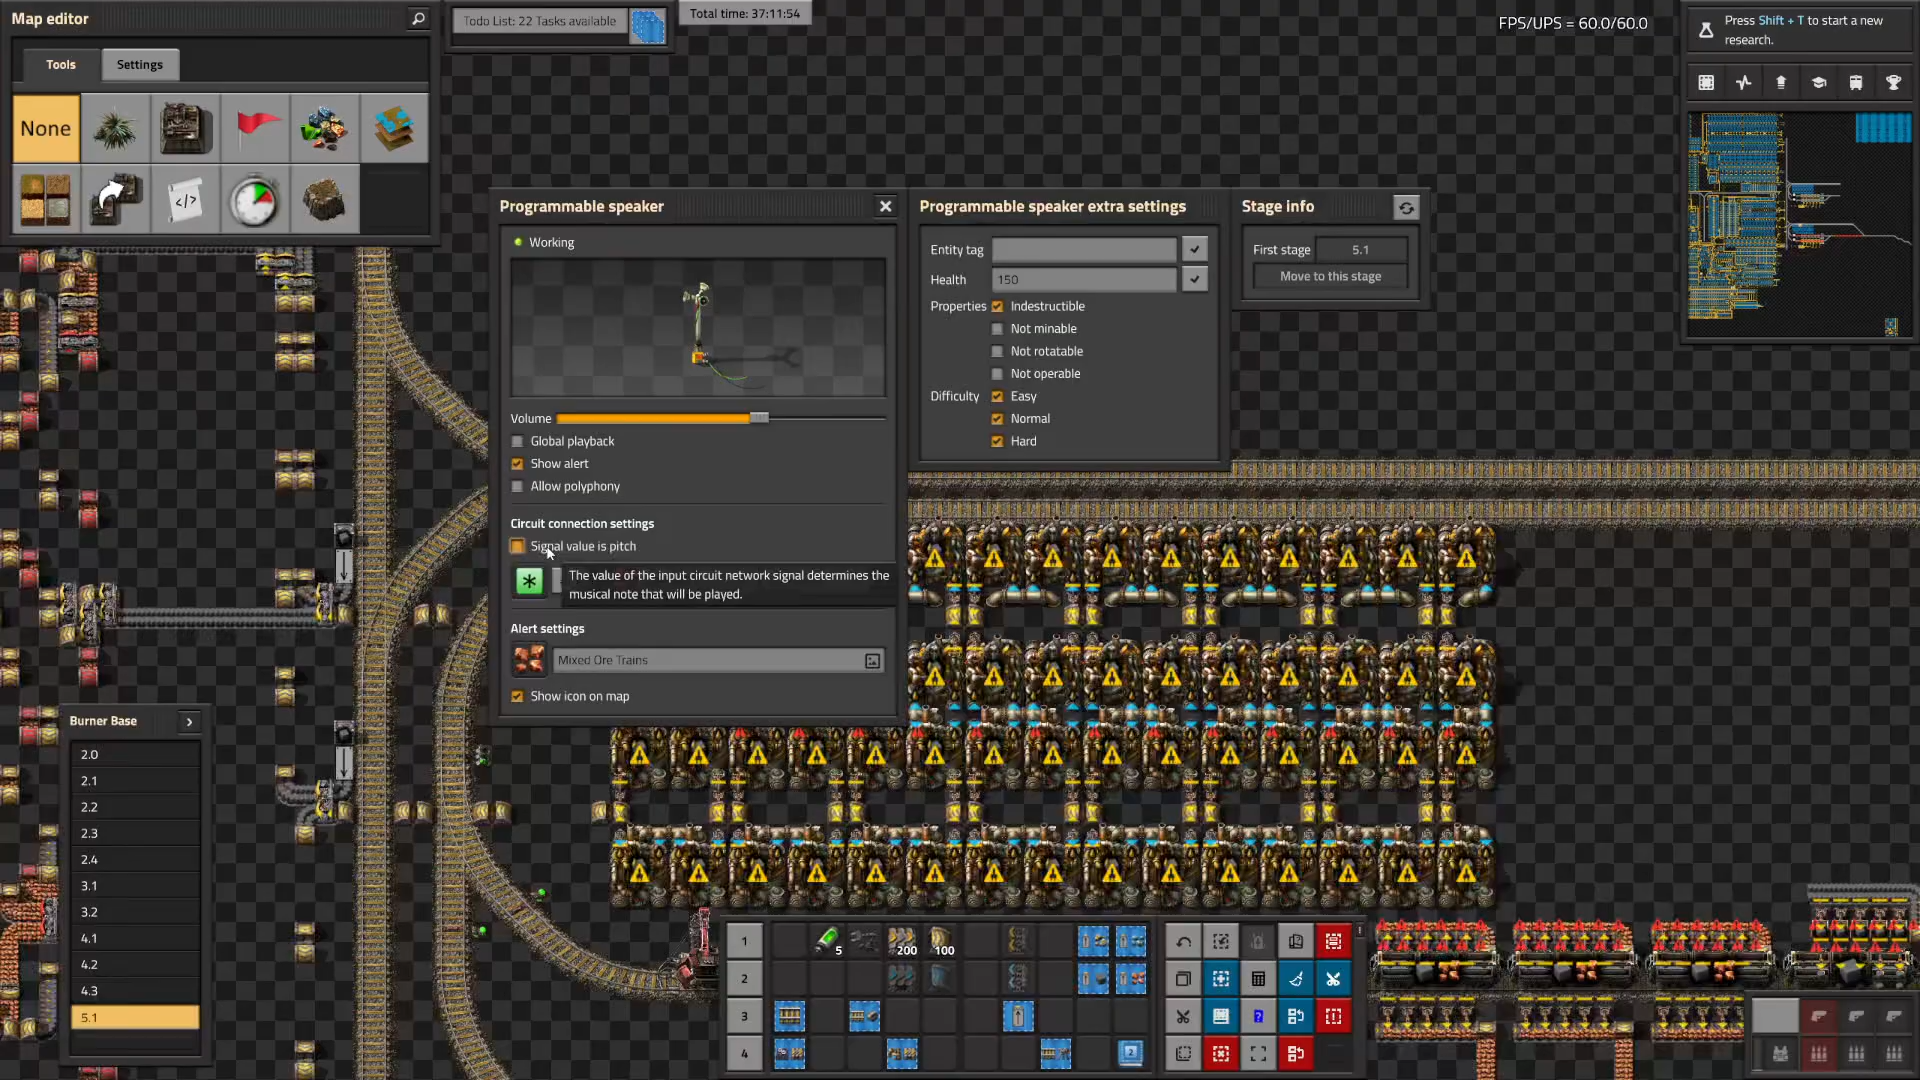 Map editor
Tools
Settings
None
</>
Todo List: 22 Tasks available
Total time: 37:11:54
FPS/UPS = 60.0/60.0
Press Shift + T to start a new
research.
Programmable speaker
Working
Volume
Global playback
Show alert
Allow polyphony
Circuit connection settings
Signal value is pitch
The value of the input circuit network signal determines the
musical note that will be played.
Alert settings
Mixed Ore Trains
Show icon on map
Programmable speaker extra settings
Entity tag
Health
150
Properties
Indestructible
Not minable
Not rotatable
Not operable
Difficulty
Easy
Normal
Hard
Stage info
First stage
5.1
Move to this stage
Burner Base
2.0
2.1
2.2
2.3
2.4
3.1
3.2
4.1
4.2
4.3
5.1
1
5
200
100
2
3
4
2
?